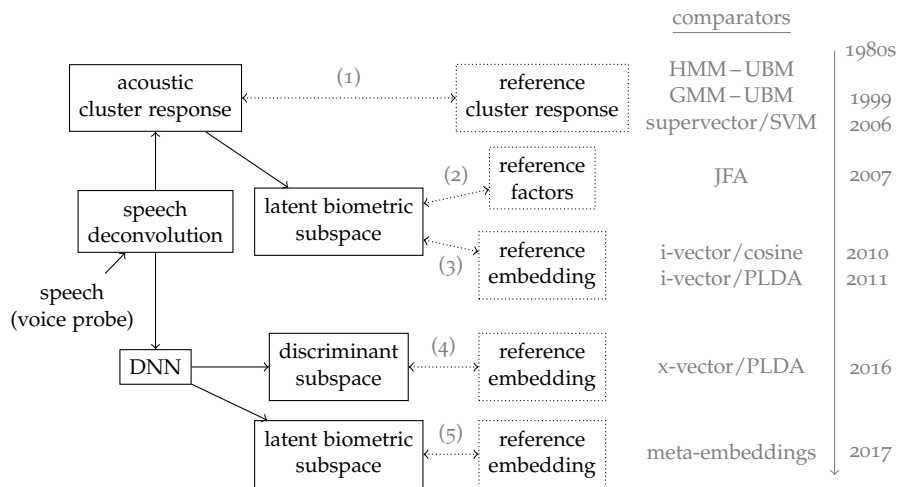 comparators
1980s
acoustic
cluster response
(1)
reference
cluster response
HMM – UBM
GMM – UBM
1999
supervector/SVM
2006
(2)
reference
factors
JFA
2007
speech
deconvolution
latent biometric
subspace
(3)
reference
embedding
i-vector/cosine
2010
i-vector/PLDA
2011
speech
(voice probe)
DNN
discriminant
subspace
(4)
reference
embedding
x-vector/PLDA
2016
latent biometric
subspace
(5)
reference
embedding
meta-embeddings
2017